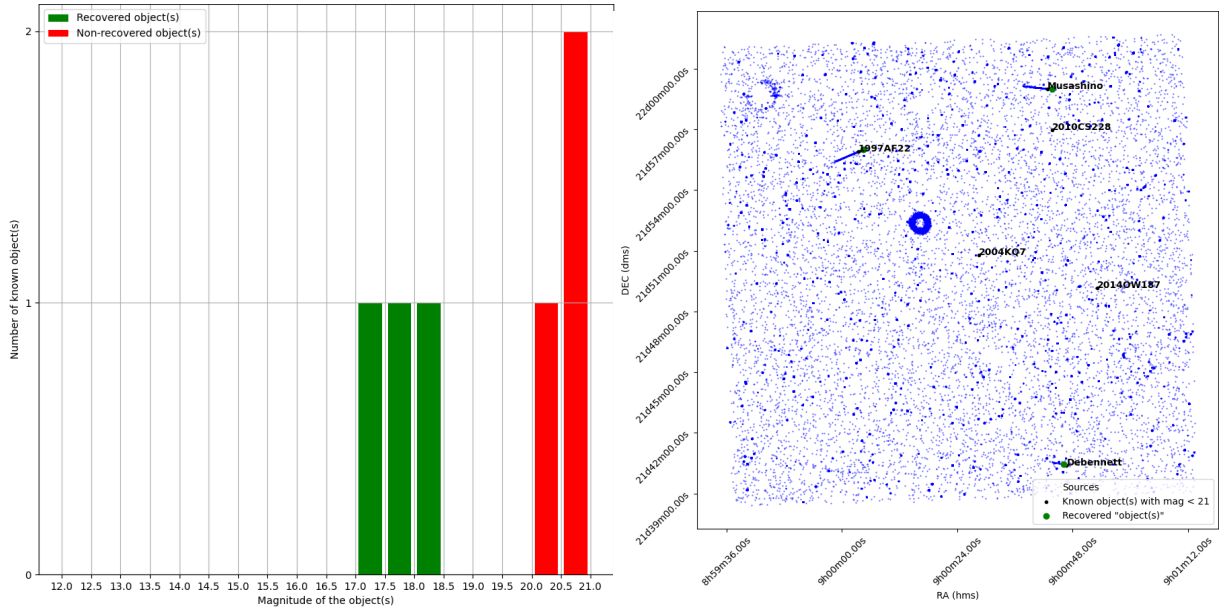 Recovered object(s)
Non-recovered object(s)
2
1
0
Number of known object(s)
12.0 12.5 13.0 13.5 14.0 14.5 15.0 15.5 16.0 16.5 17.0 17.5 18.0 18.5 19.0 19.5 20.0 20.5 21.0
Magnitude of the object(s)
22d00m00.00s
21d57m00.00s
21d54m00.00s
21d51m00.00s
21d48m00.00s
21d45m00.00s
21d42m00.00s
21d39m00.00s
DEC (dms)
Musashino
2010CS228
1997AF22
2004KQ7
2014OW187
Debennett
Sources
Known object(s) with mag < 21
Recovered "object(s)"
9h59m36.00s 9h00m00.00s 9h00m24.00s 9h00m48.00s 9h01m12.00s
RA (hms)